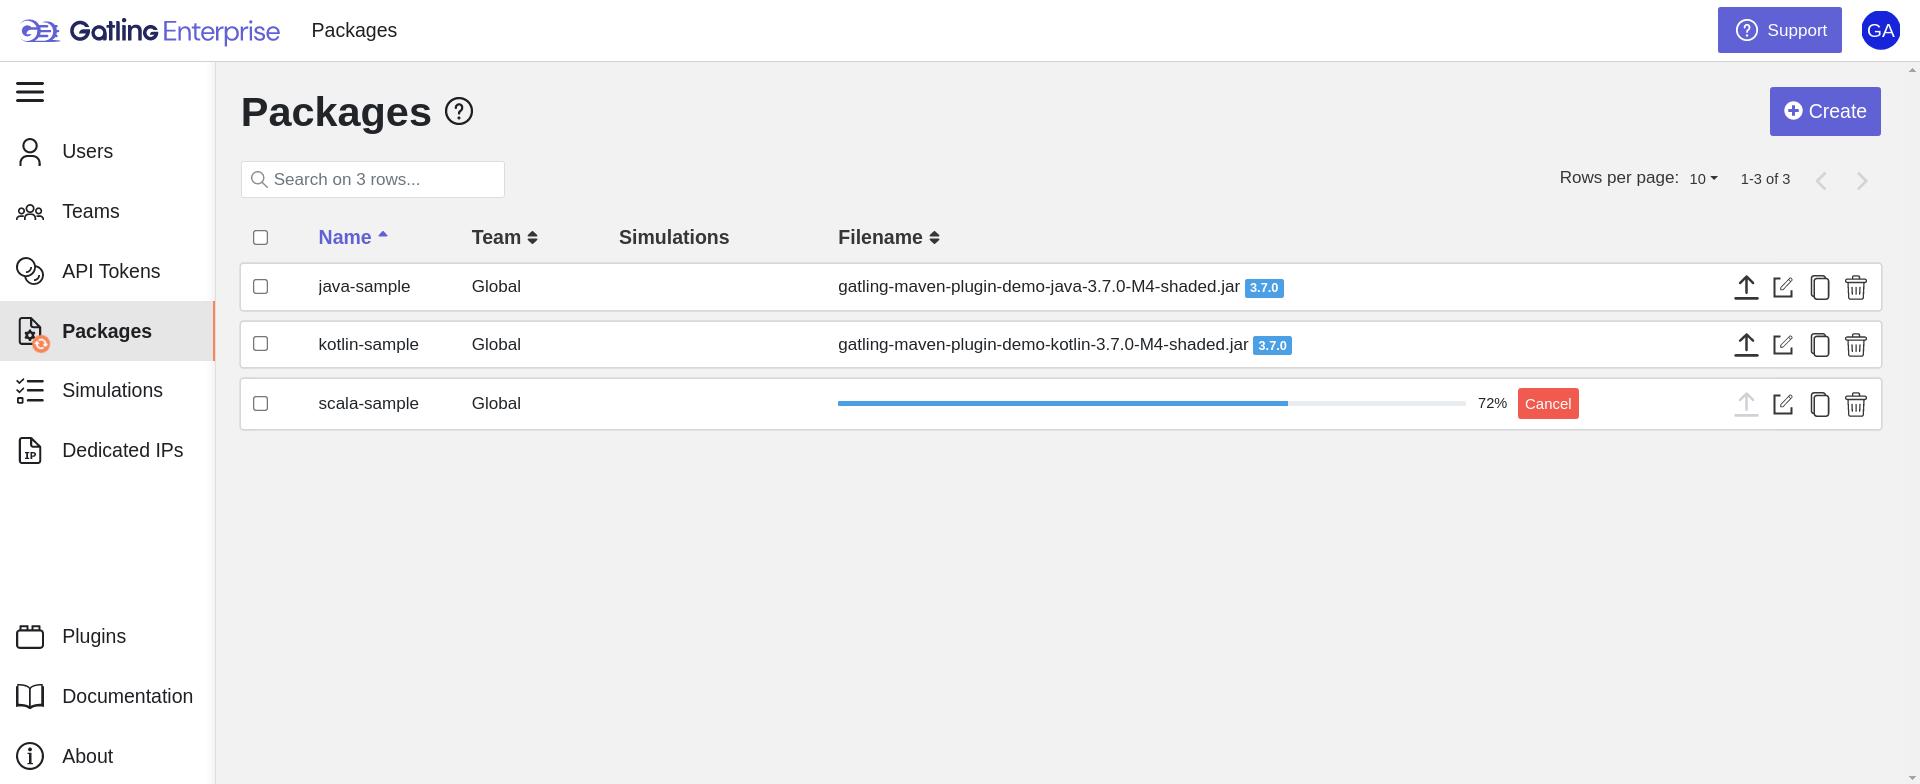 Gatling Enterprise
Packages
Support
GA
Users
Teams
API Tokens
Packages
Simulations
IP
Dedicated IPs
Plugins
Documentation
About
Packages
Create
Search on 3 rows...
Rows per page: 10 1-3 of 3
Name Team Simulations Filename
java-sample Global gatling-maven-plugin-demo-java-3.7.0-M4-shaded.jar 3.7.0
kotlin-sample Global gatling-maven-plugin-demo-kotlin-3.7.0-M4-shaded.jar 3.7.0
scala-sample Global 72% Cancel